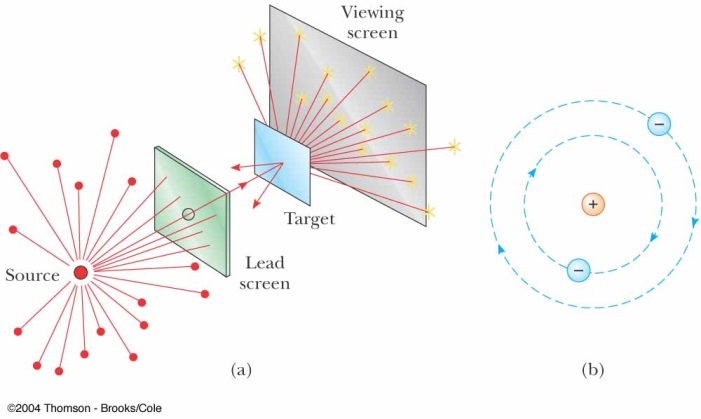 Viewing
screen
Target
Source
Lead
screen
+
−
−
(a)
(b)
©2004 Thomson - Brooks/Cole